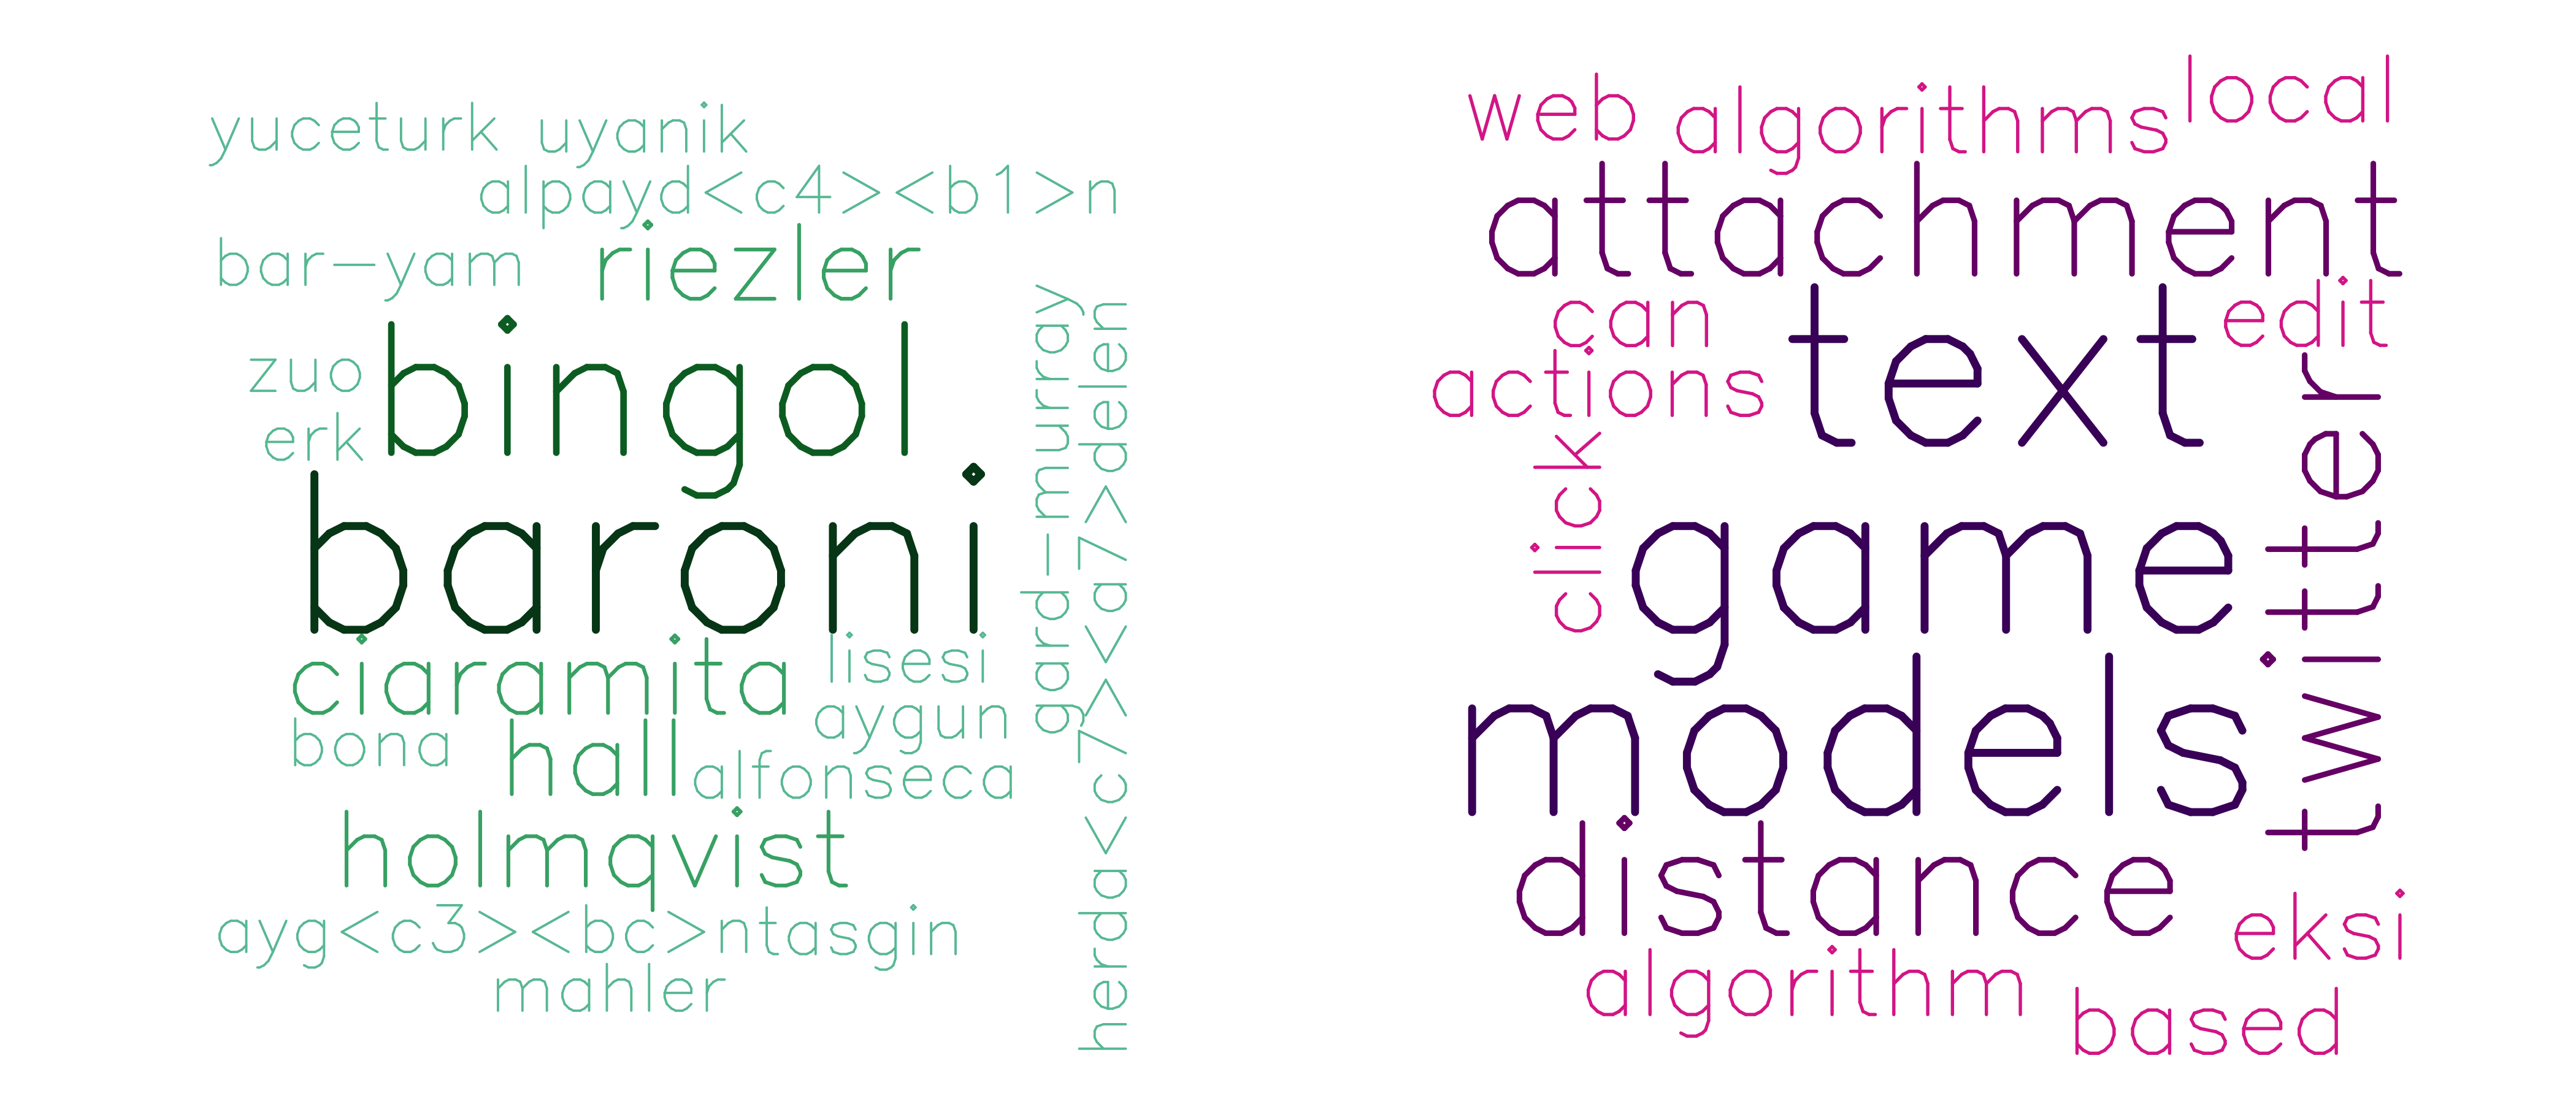 yuceturk uyanik
alpayd<c4><b1>n
bar-yam riezler
bingol
zuo
erk
baroni
gard-murray
herda<c7><a7>delen
ciaramita lisesi
aygun
bona hall alfonseca
holmqvist
ayg<c3><bc>n tasgin
mahler
web algorithms local
attachment
can text edit
actions
click
game
twitter
models
distance
eksi
algorithm
based